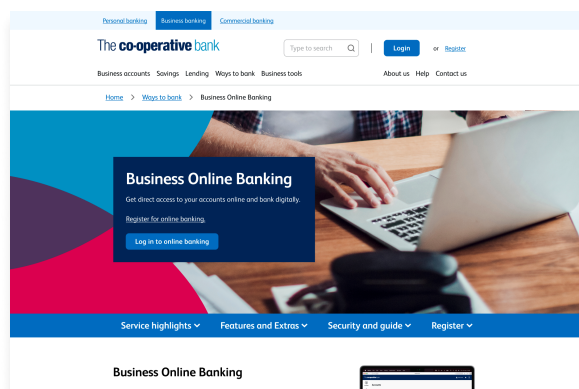 Personal banking Business banking Commercial banking
The co-operative bank Type to search Login or Register
Business accounts Savings Lending Ways to bank Business tools About us Help Contact us
Home > Ways to bank > Business Online Banking
Business Online Banking
Get direct access to your accounts online and bank digitally.
Register for online banking.
Log in to online banking
Service highlights Features and Extras Security and guide Register
Business Online Banking